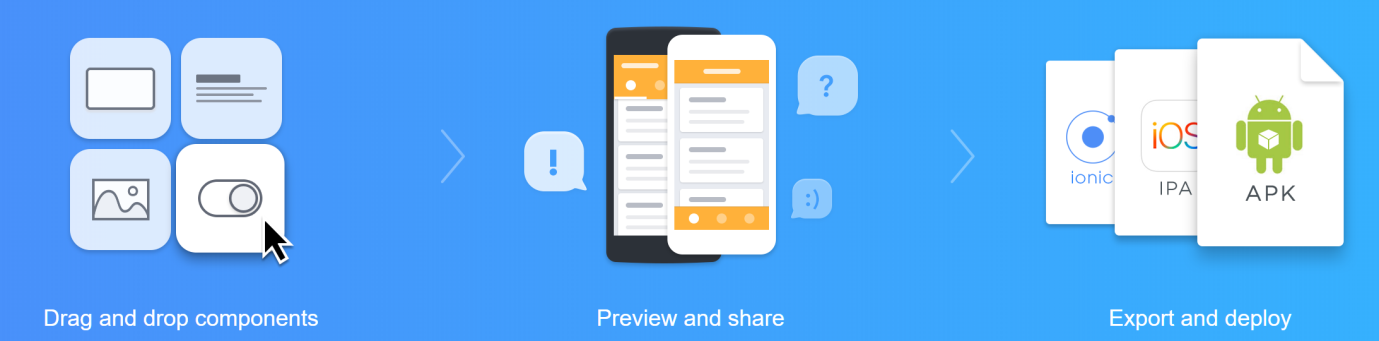 !
?
:)
ionic
iOS
IPA
APK
Drag and drop components
Preview and share
Export and deploy